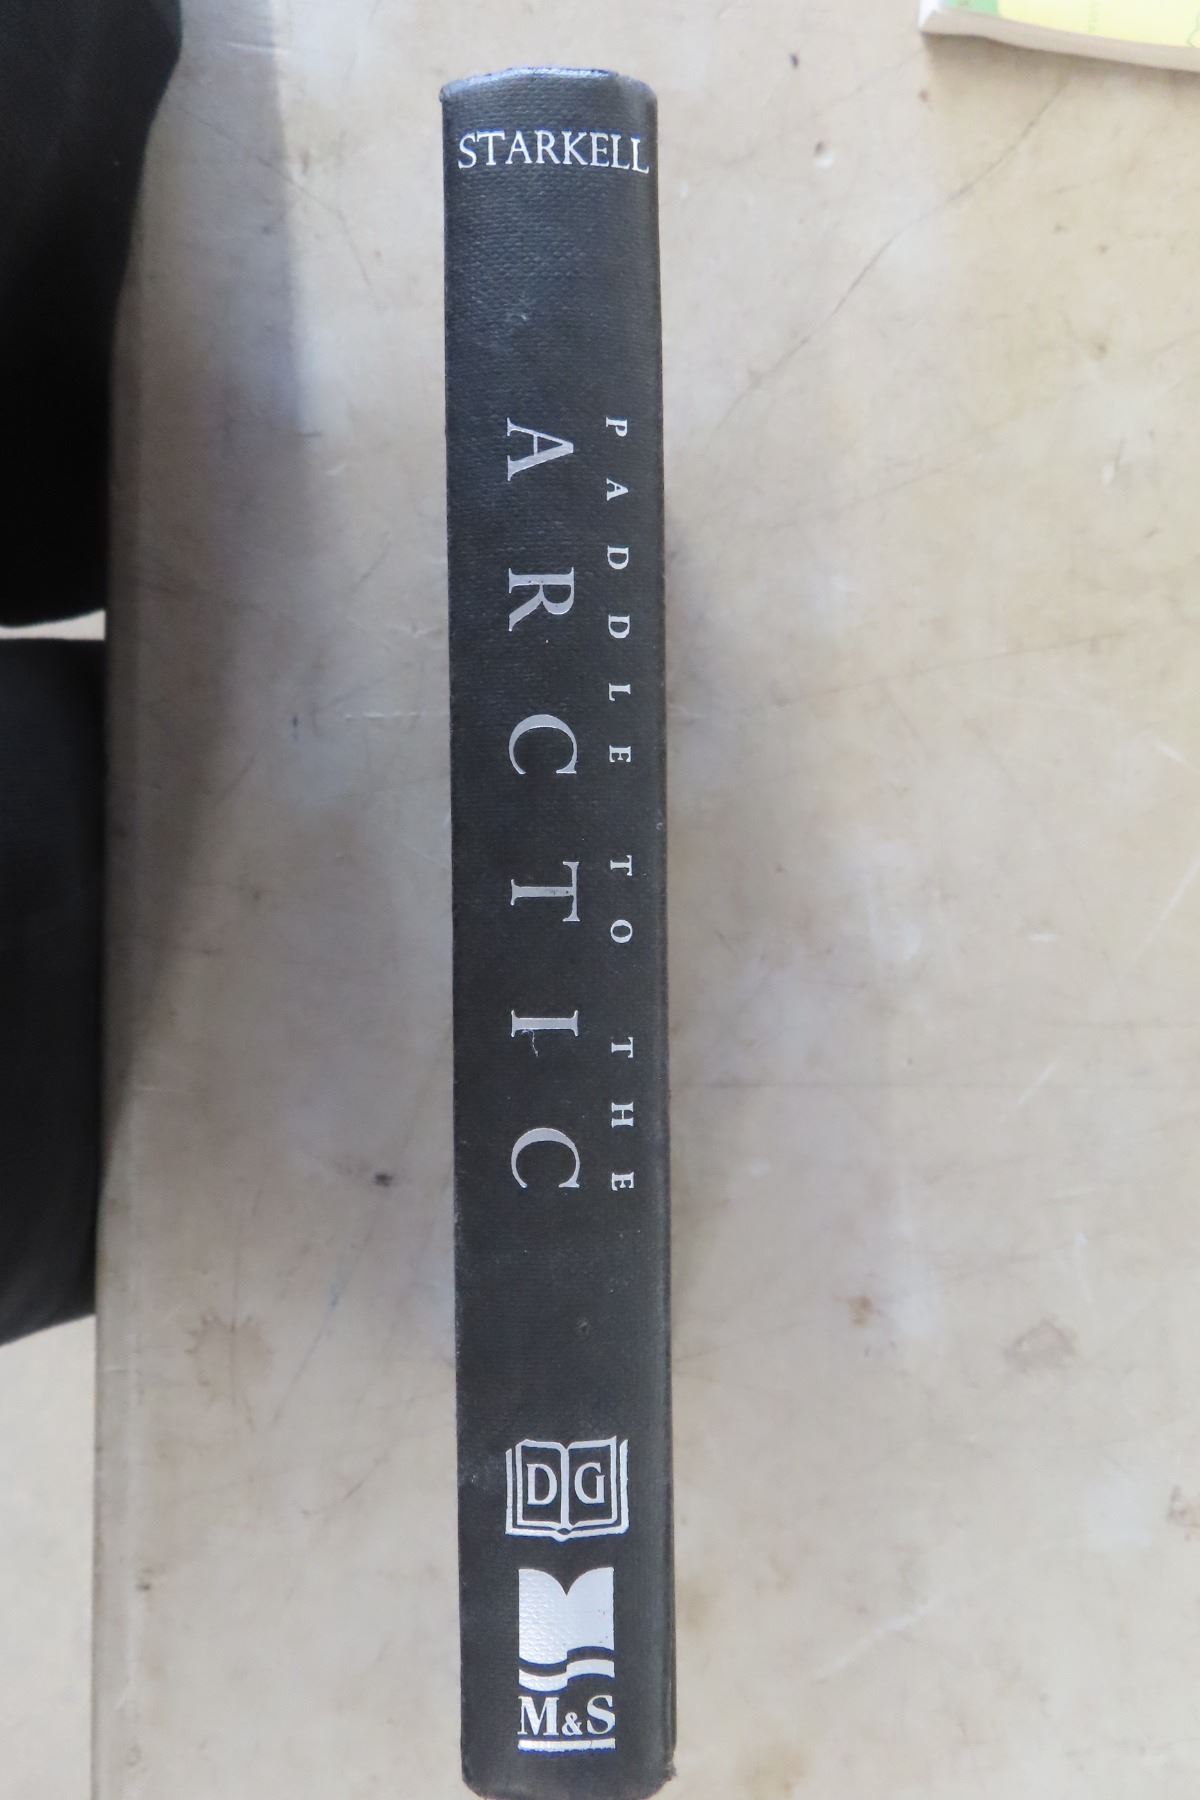 STARKELL
PADDLE TO THE
ARCTIC
DG
M&S